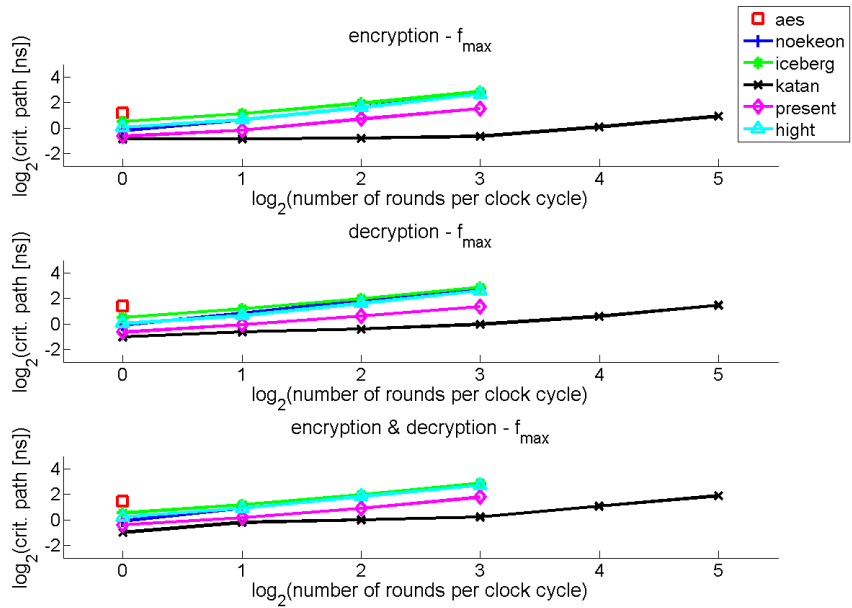 encryption - fmax
log2(crit. path [ns])
4
2
0
-2
0 1 2 3 4 5
log2(number of rounds per clock cycle)
aes
noekeon
iceberg
katan
present
hight
decryption - fmax
log2(crit. path [ns])
4
2
0
-2
0 1 2 3 4 5
log2(number of rounds per clock cycle)
encryption & decryption - fmax
log2(crit. path [ns])
4
2
0
-2
0 1 2 3 4 5
log2(number of rounds per clock cycle)